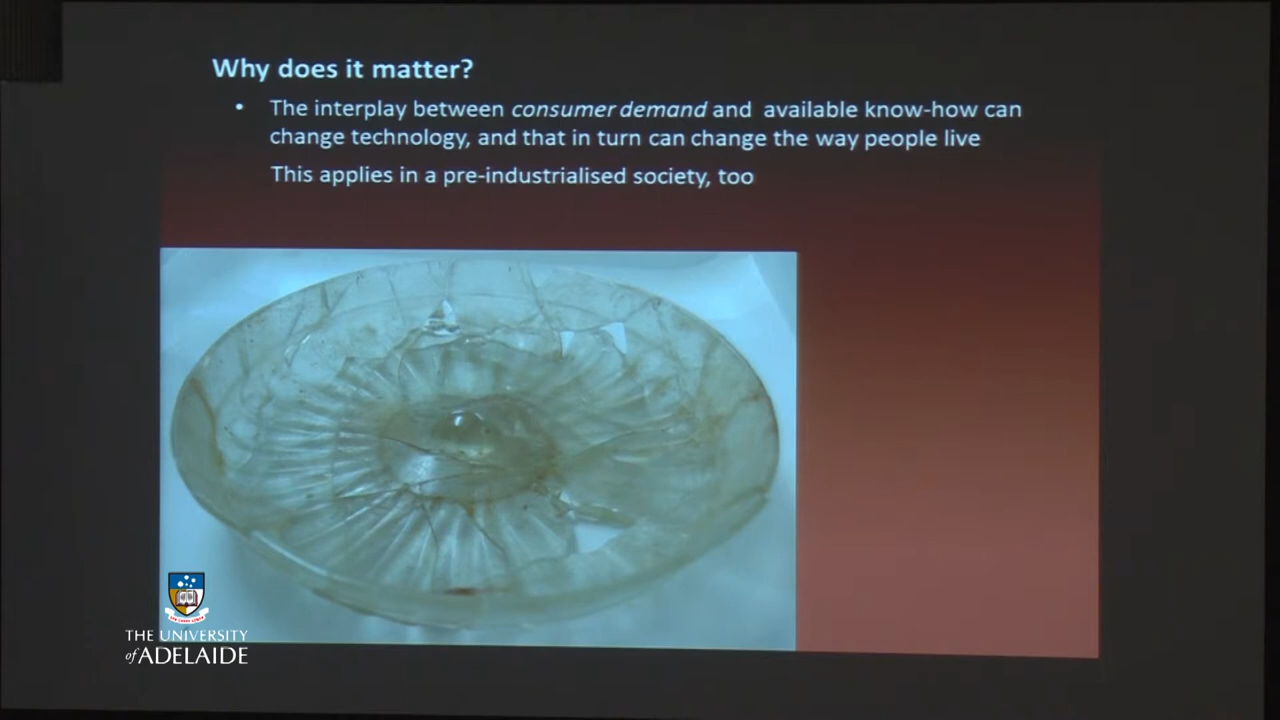 Why does it matter?
• The interplay between consumer demand and available know-how can
change technology, and that in turn can change the way people live
This applies in a pre-industrialised society, too
THE UNIVERSITY
of ADELAIDE